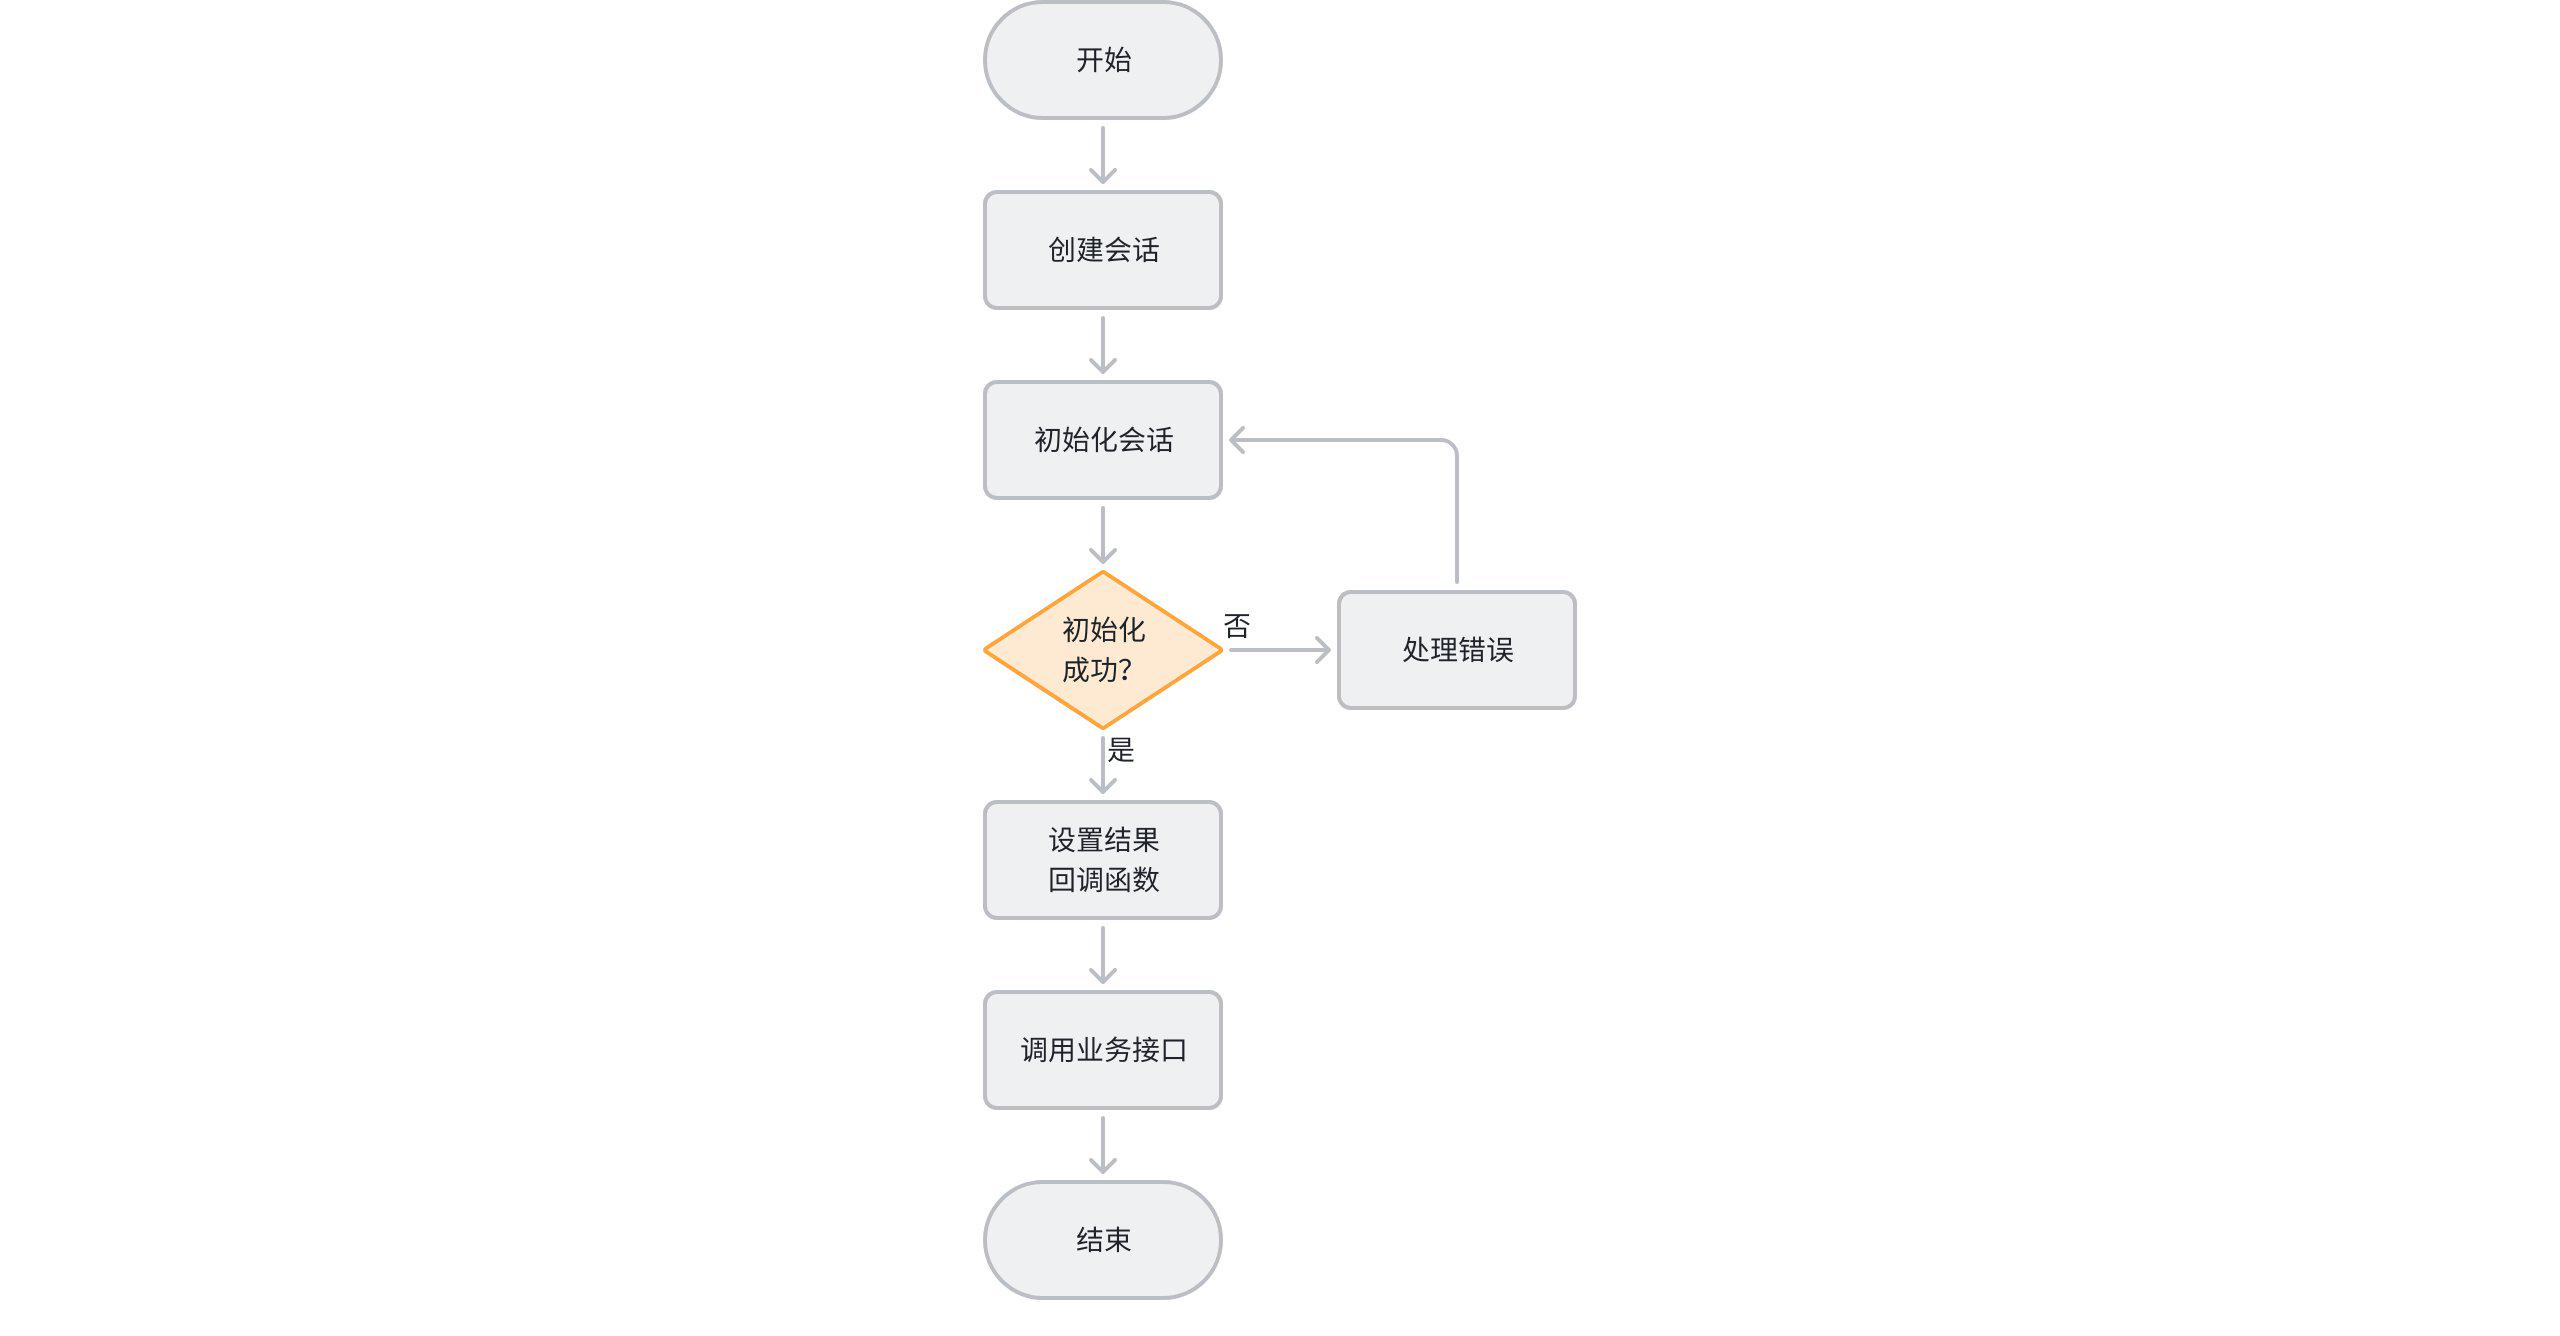 开始
创建会话
初始化会话
初始化
成功?
否
处理错误
是
设置结果
回调函数
调用业务接口
结束